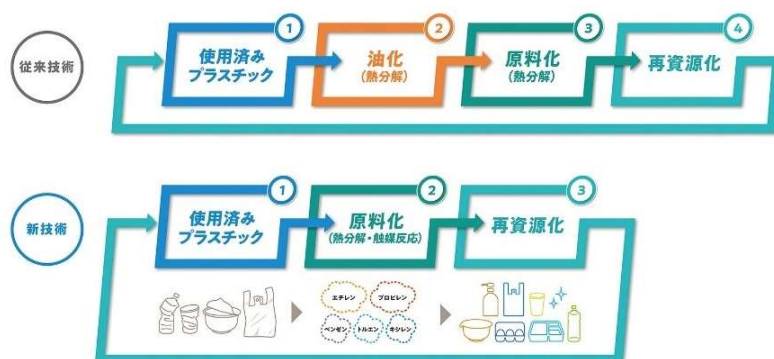 従来技術
1
使用済み
プラスチック
2
油化
(熱分解)
3
原料化
(熱分解)
4
再資源化
新技術
1
使用済み
プラスチック
2
原料化
(熱分解・触媒反応)
3
再資源化
エチレン
プロピレン
ベンゼン
トルエン
キシレン